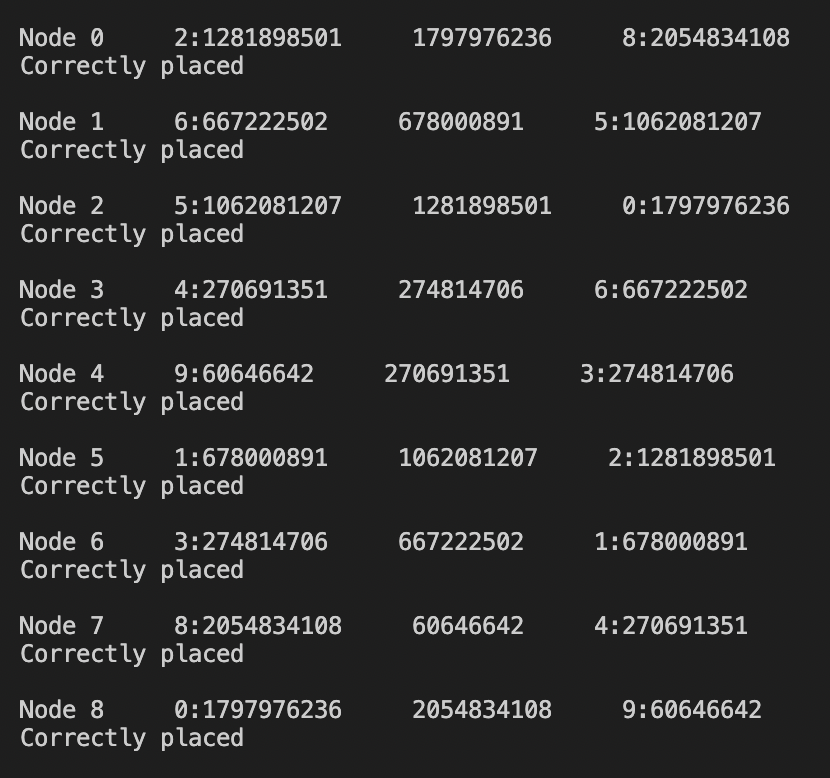 Node 0     2:1281898501     1797976236     8:2054834108
Correctly placed
Node 1     6:667222502     678000891     5:1062081207
Correctly placed
Node 2     5:1062081207     1281898501     0:1797976236
Correctly placed
Node 3     4:270691351     274814706     6:667222502
Correctly placed
Node 4     9:60646642     270691351     3:274814706
Correctly placed
Node 5     1:678000891     1062081207     2:1281898501
Correctly placed
Node 6     3:274814706     667222502     1:678000891
Correctly placed
Node 7     8:2054834108     60646642     4:270691351
Correctly placed
Node 8     0:1797976236     2054834108     9:60646642
Correctly placed